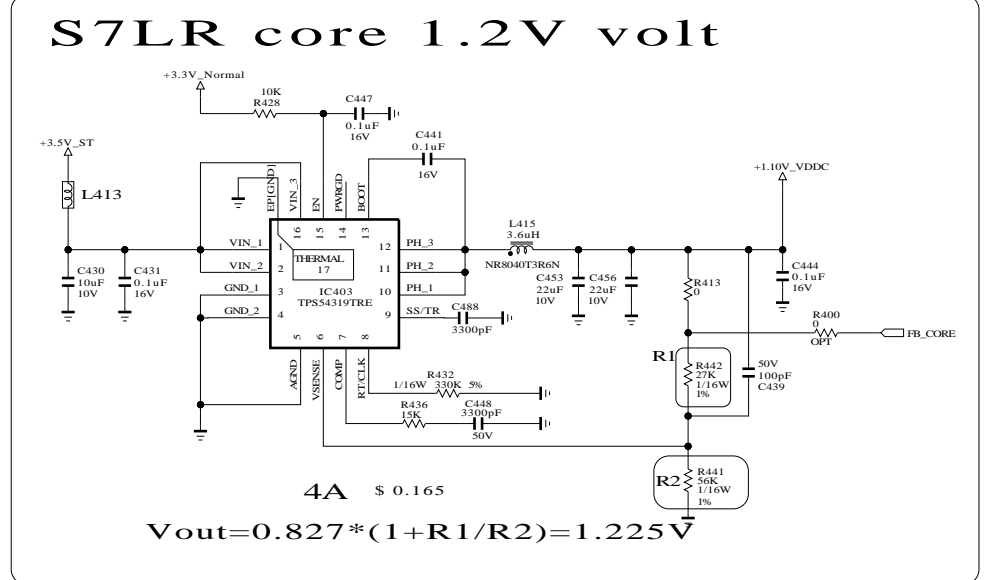 S7LR core 1.2V volt
+3.3V_Normal
10K
R428
C447
0.1uF
16V
+3.5V_ST
L413
C441
0.1uF
16V
+1.10V_VDDC
EP[GND]
VIN_3
EN
PWRGD
BOOT
16
15
14
13
L415
3.6uH
NR8040T3R6N
VIN_1
1
THERMAL
17
12
PH_3
VIN_2
2
11
PH_2
IC403
TPS54319TRE
GND_1
3
10
PH_1
GND_2
4
9
SS/TR
5
6
7
8
AGND
VSENSE
COMP
RT/CLK
C430
10uF
10V
C431
0.1uF
16V
C488
3300pF
C453
22uF
10V
C456
22uF
10V
R413
0
C444
0.1uF
16V
R400
0
OPT
FB_CORE
R1
R442
27K
1/16W
1%
50V
100pF
C439
R432
1/16W
330K
5%
R436
15K
C448
3300pF
50V
R2
R441
56K
1/16W
1%
4A
$ 0.165
Vout=0.827*(1+R1/R2)=1.225V